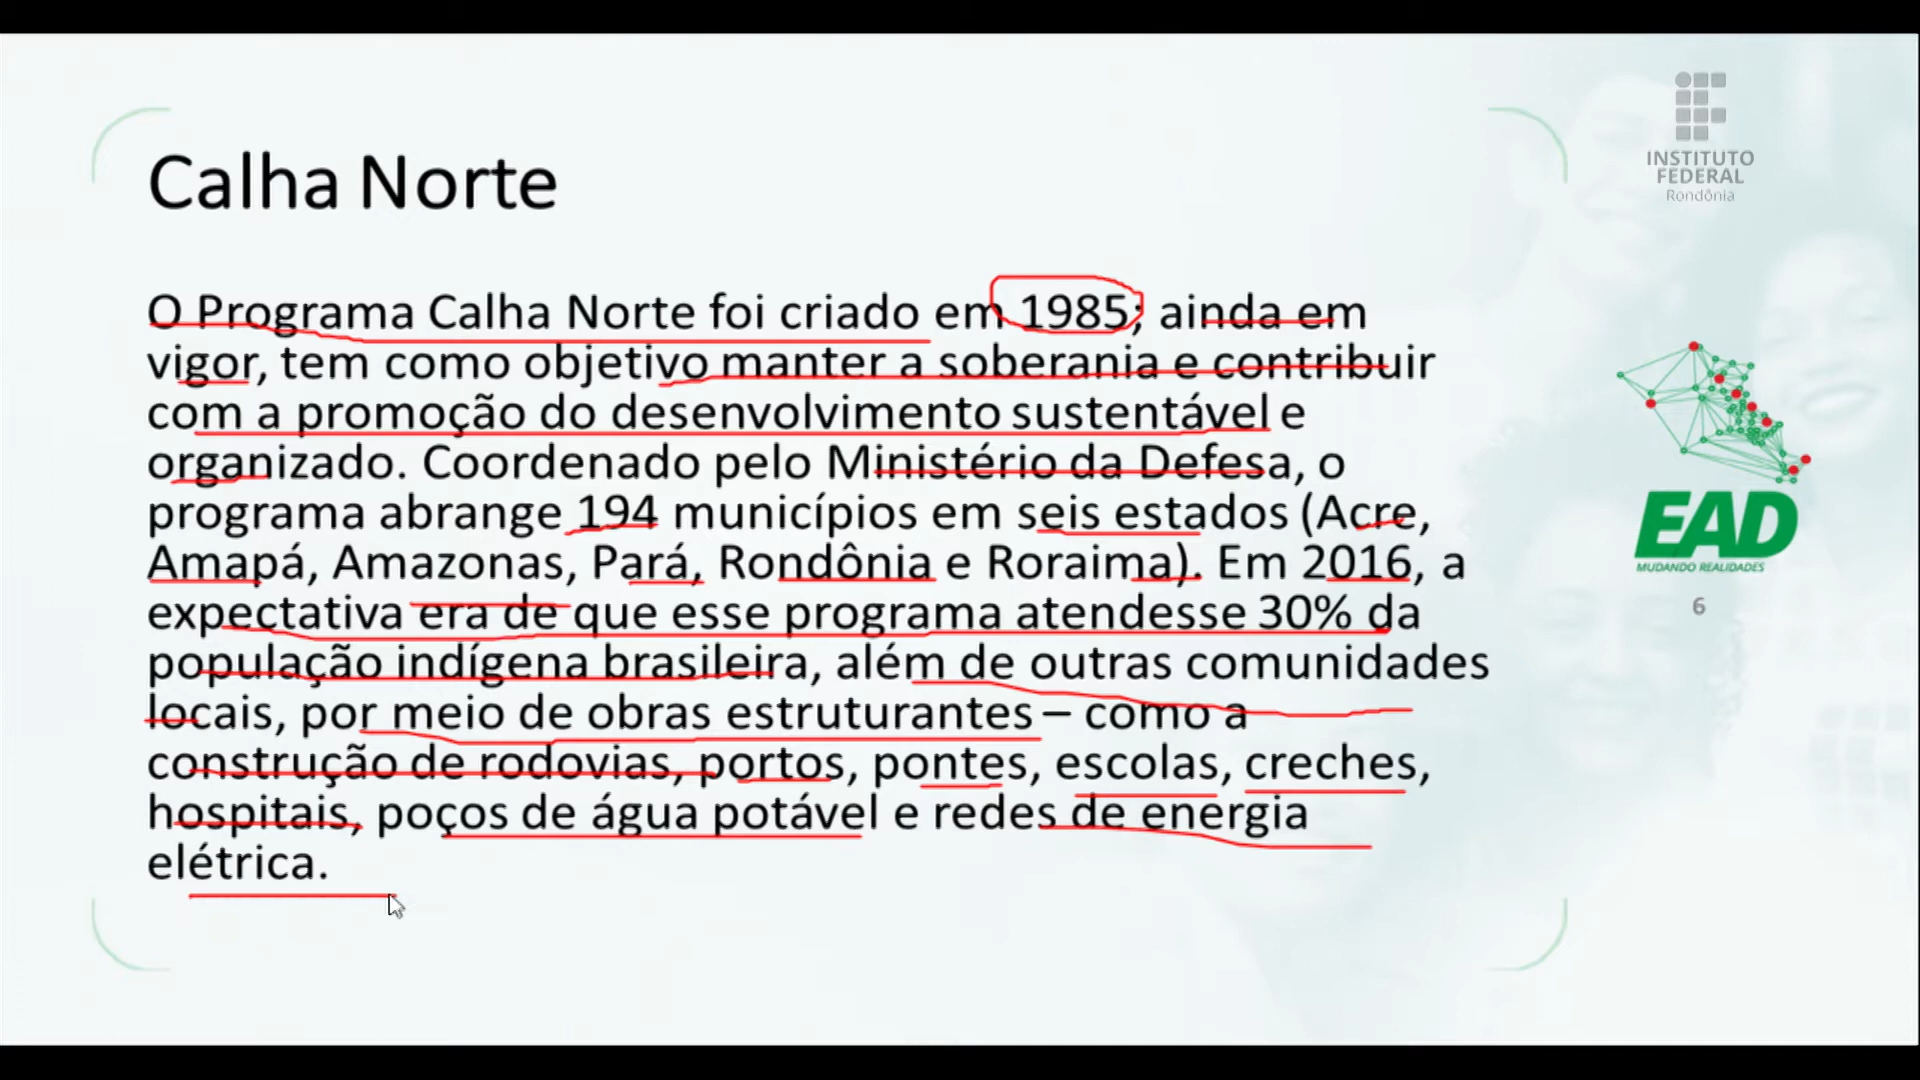 Calha Norte
O Programa Calha Norte foi criado em 1985; ainda em
vigor, tem como objetivo manter a soberania e contribuir
com a promoção do desenvolvimento sustentável e
organizado. Coordenado pelo Ministério da Defesa, o
programa abrange 194 municípios em seis estados (Acre,
Amapá, Amazonas, Pará, Rondônia e Roraima). Em 2016, a
expectativa era de que esse programa atendesse 30% da
população indígena brasileira, além de outras comunidades
locais, por meio de obras estruturantes – como a
construção de rodovias, portos, pontes, escolas, creches,
hospitais, poços de água potável e redes de energia
elétrica.
INSTITUTO
FEDERAL
Rondônia
EAD
MUDANDO REALIDADES
6